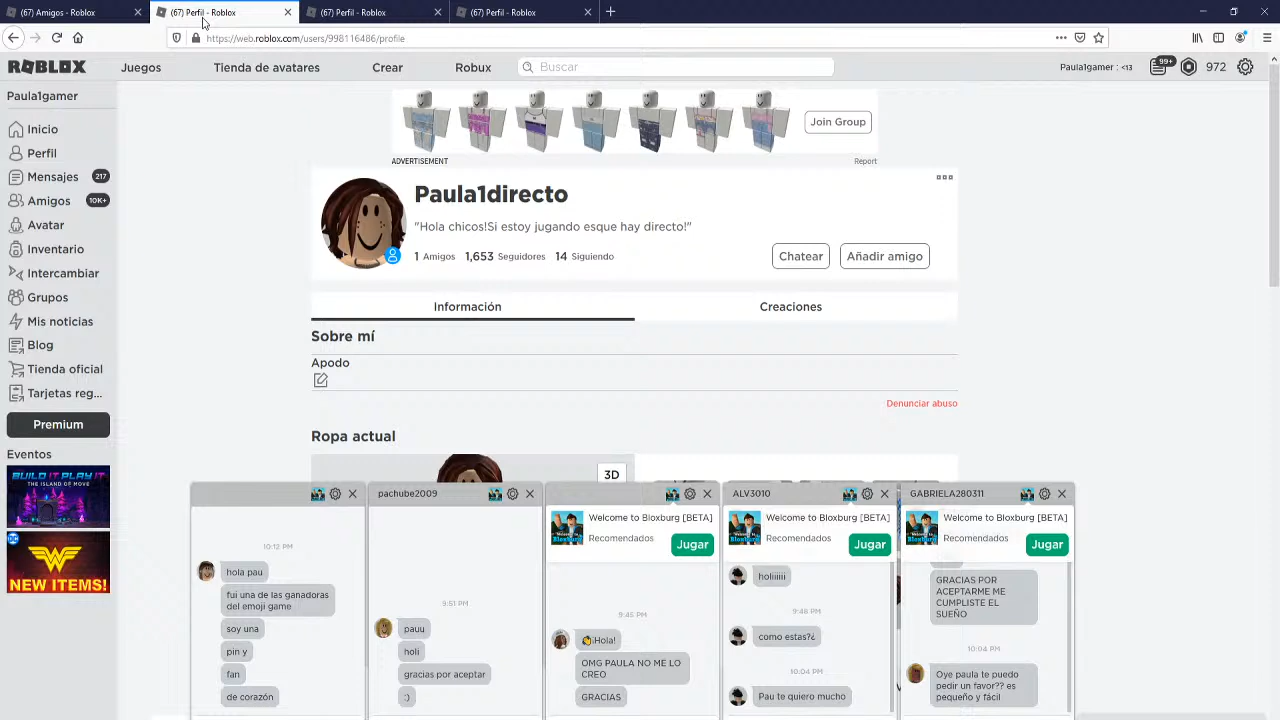 (67) Amigos - Roblox
(67) Perfil - Roblox
(67) Perfil - Roblox
(67) Perfil - Roblox
https://web.roblox.com/users/998116486/profile
ROBLOX
Juegos
Tienda de avatares
Crear
Robux
Buscar
Paula1gamer : <13
99+
972
Paula1gamer
Inicio
Perfil
Mensajes
217
Amigos
10K+
Avatar
Inventario
Intercambiar
Grupos
Mis noticias
Blog
Tienda oficial
Tarjetas reg...
Premium
Eventos
BUILD IT PLAY IT
THE ISLAND OF MOVE
DC
NEW ITEMS!
Join Group
ADVERTISEMENT
Report
Paula1directo
"Hola chicos!Si estoy jugando esque hay directo!"
1 Amigos 1,653 Seguidores 14 Siguiendo
Chatear
Añadir amigo
Información
Creaciones
Sobre mí
Apodo
Denunciar abuso
Ropa actual
3D
10:13 PM
hola pau
fui una de las ganadoras
del emoji game
soy una
pin y
fan
de corazón
pachube2009
9:51 PM
pauu
holi
gracias por aceptar
:)
Welcome to Bloxburg [BETA]
Recomendados
Jugar
9:45 PM
¡Hola!
OMG PAULA NO ME LO
CREO
GRACIAS
ALV3010
Welcome to Bloxburg [BETA]
Recomendados
Jugar
holiiiiii
9:46 PM
como estas?¿
10:04 PM
Pau te quiero mucho
GABRIELA280311
Welcome to Bloxburg [BETA]
Recomendados
Jugar
GRACIAS POR
ACEPTARME ME
CUMPLISTE EL
SUEÑO
10:04 PM
Oye paula te puedo
pedir un favor?? es
pequeño y fácil